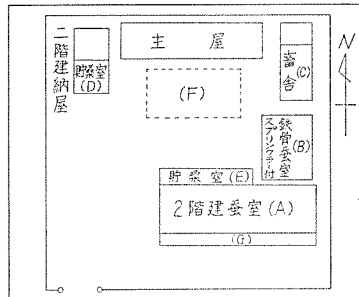 二階建納屋
貯桑室
(D)
主屋
畜舎(C)
N
(F)
鉄骨蚕室
スプリンクラー付
(B)
貯桑室(E)
2階建蚕室(A)
(G)